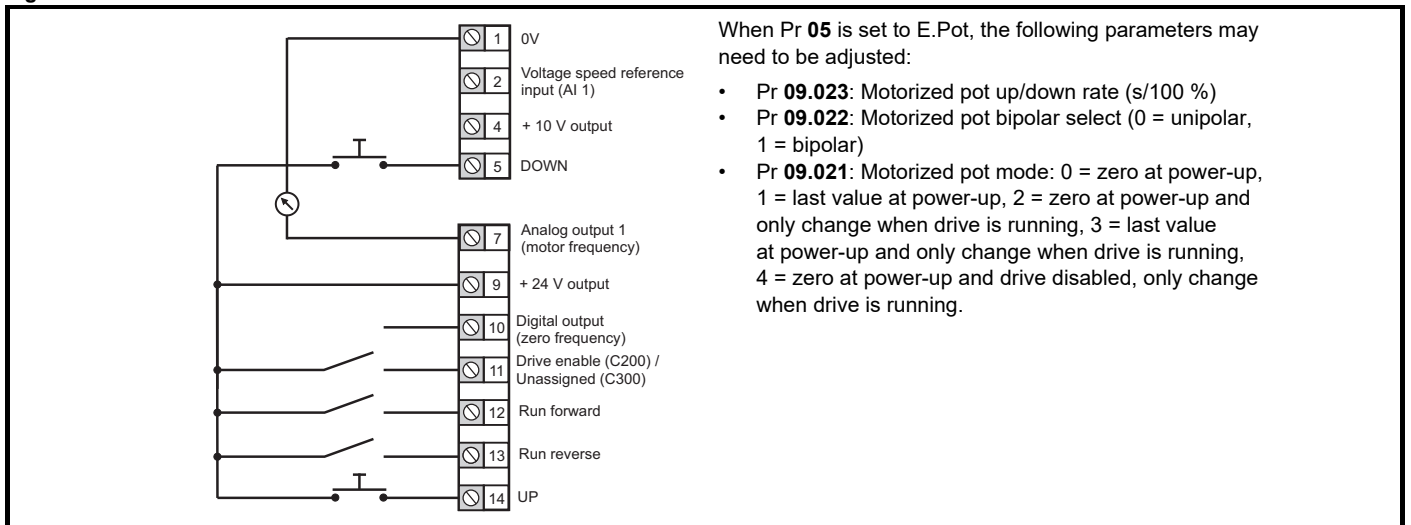 1 0V
2 Voltage speed reference
input (AI 1)
4 + 10 V output
5 DOWN
7 Analog output 1
(motor frequency)
9 + 24 V output
10 Digital output
(zero frequency)
11 Drive enable (C200) /
Unassigned (C300)
12 Run forward
13 Run reverse
14 UP
When Pr 05 is set to E.Pot, the following parameters may
need to be adjusted:
• Pr 09.023: Motorized pot up/down rate (s/100 %)
• Pr 09.022: Motorized pot bipolar select (0 = unipolar,
1 = bipolar)
• Pr 09.021: Motorized pot mode: 0 = zero at power-up,
1 = last value at power-up, 2 = zero at power-up and
only change when drive is running, 3 = last value
at power-up and only change when drive is running,
4 = zero at power-up and drive disabled, only change
when drive is running.